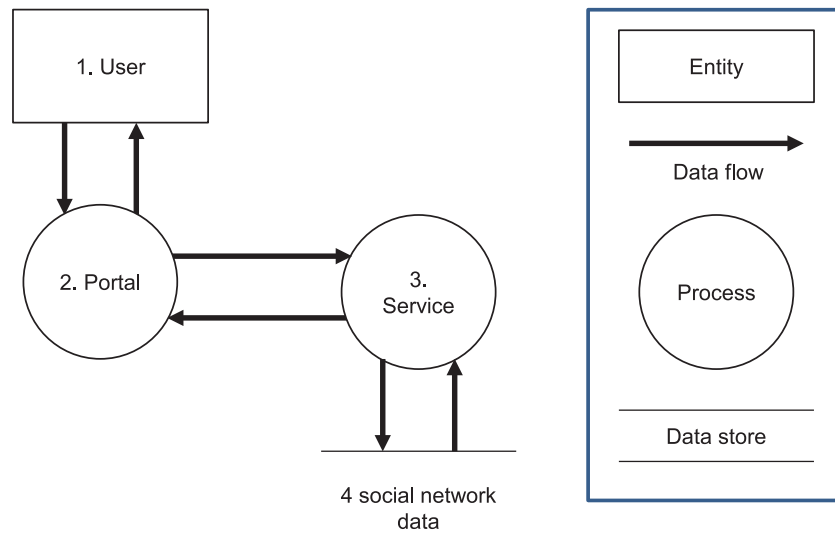 1. User
2. Portal
3.
Service
4 social network
data
Entity
Data flow
Process
Data store